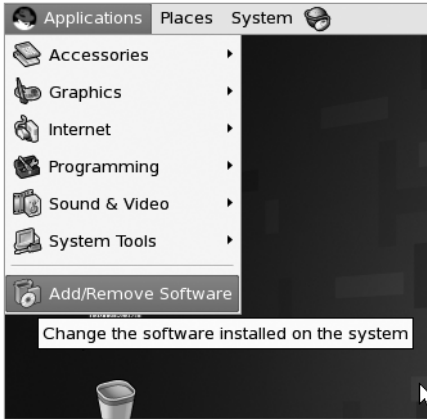 Applications Places System
Accessories
Graphics
Internet
Programming
Sound & Video
System Tools
Add/Remove Software
Change the software installed on the system